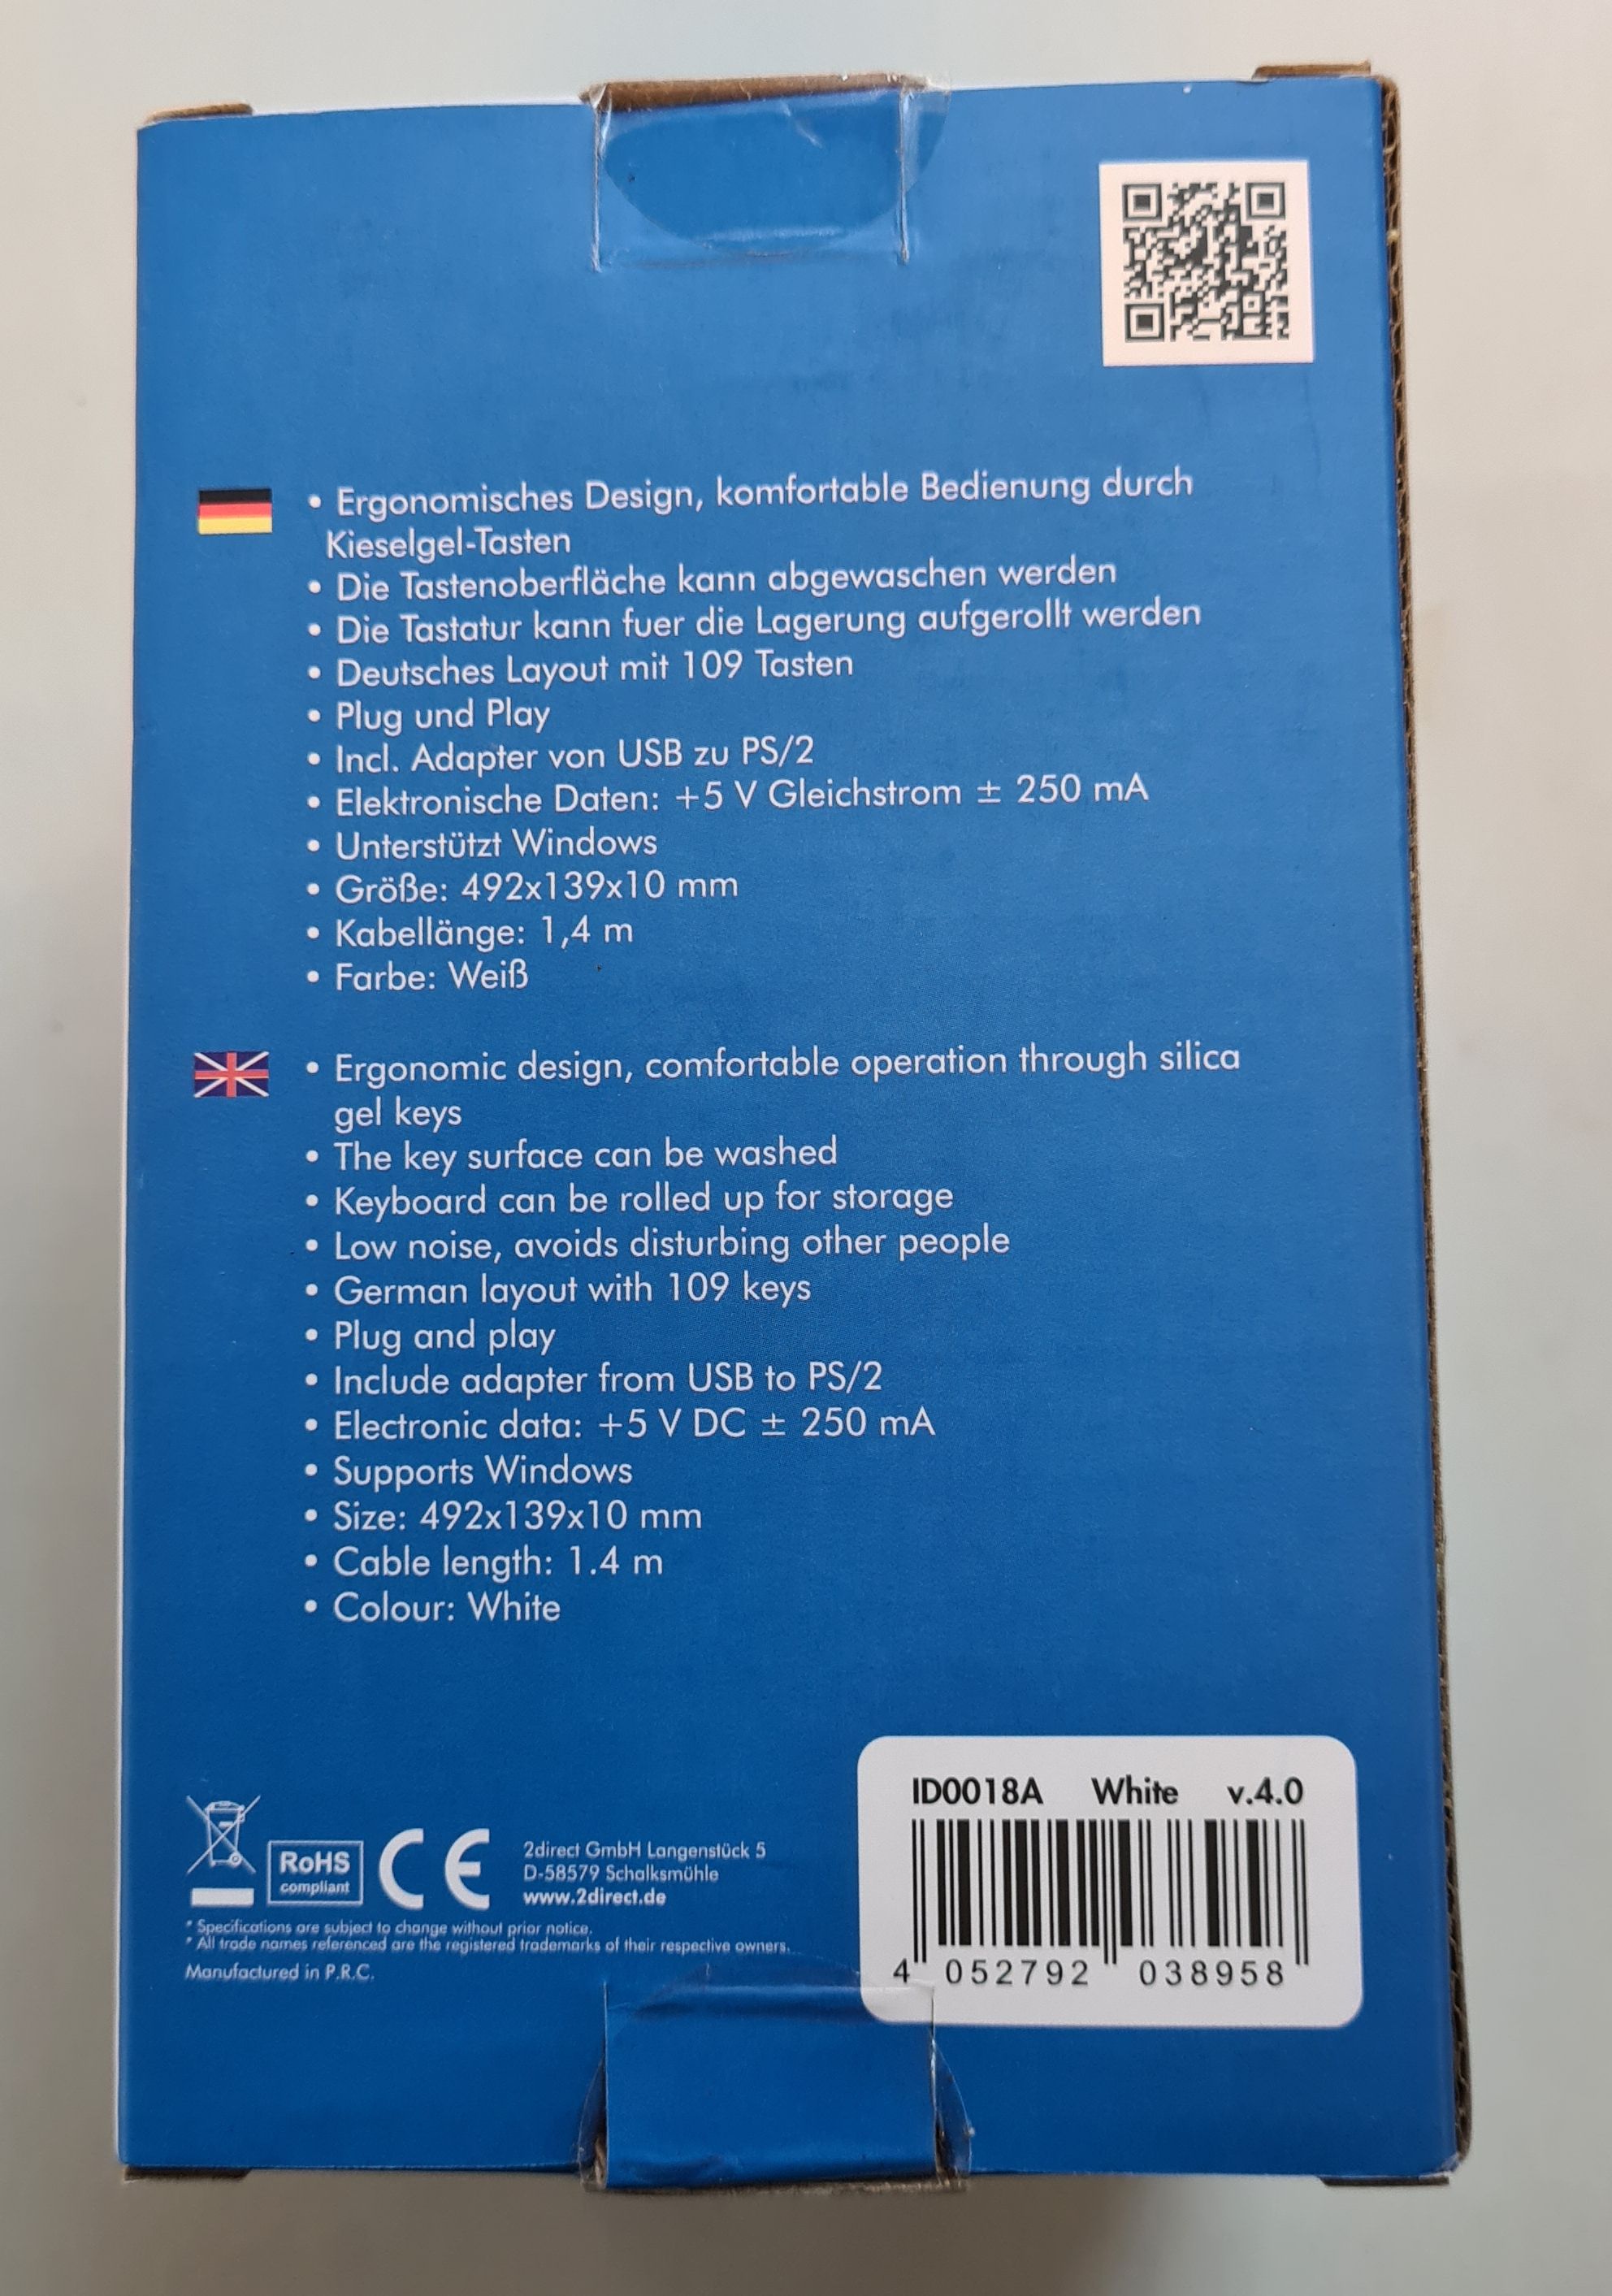 • Ergonomisches Design, komfortable Bedienung durch
Kieselgel-Tasten
• Die Tastenoberfläche kann abgewaschen werden
• Die Tastatur kann fuer die Lagerung aufgerollt werden
• Deutsches Layout mit 109 Tasten
• Plug und Play
• Incl. Adapter von USB zu PS/2
• Elektronische Daten: +5 V Gleichstrom ± 250 mA
• Unterstützt Windows
• Größe: 492x139x10 mm
• Kabellänge: 1,4 m
• Farbe: Weiß
• Ergonomic design, comfortable operation through silica
gel keys
• The key surface can be washed
• Keyboard can be rolled up for storage
• Low noise, avoids disturbing other people
• German layout with 109 keys
• Plug and play
• Include adapter from USB to PS/2
• Electronic data: +5 V DC ± 250 mA
• Supports Windows
• Size: 492x139x10 mm
• Cable length: 1.4 m
• Colour: White
RoHS
compliant
CE
2direct GmbH Langenstück 5
D-58579 Schalksmühle
www.2direct.de
* Specifications are subject to change without prior notice.
* All trade names referenced are the registered trademarks of their respective owners.
Manufactured in P.R.C.
ID0018A White v.4.0
4 052792 038958